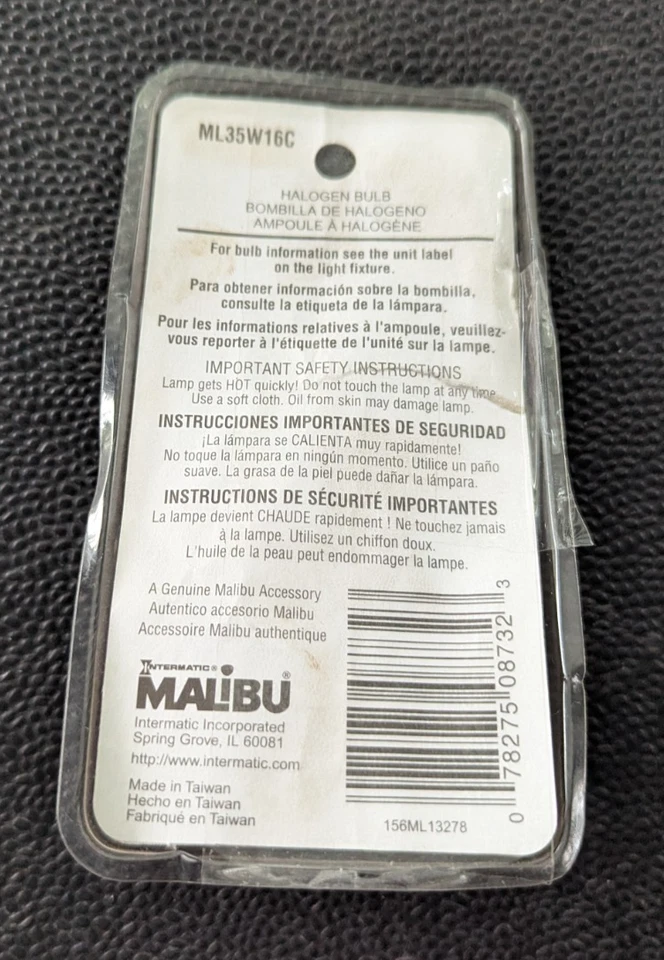 ML35W16C
HALOGEN BULB
BOMBILLA DE HALOGENO
AMPOULE À HALOGÈNE
For bulb information see the unit label
on the light fixture.
Para obtener información sobre la bombilla,
consulte la etiqueta de la lámpara.
Pour les informations relatives à l'ampoule, veuillez-
vous reporter à l'étiquette de l'unité sur la lampe.
IMPORTANT SAFETY INSTRUCTIONS
Lamp gets HOT quickly! Do not touch the lamp at any time.
Use a soft cloth. Oil from skin may damage lamp.
INSTRUCCIONES IMPORTANTES DE SEGURIDAD
¡La lámpara se CALIENTA muy rapidamente!
No toque la lámpara en ningún momento. Utilice un paño
suave. La grasa de la piel puede dañar la lámpara.
INSTRUCTIONS DE SÉCURITÉ IMPORTANTES
La lampe devient CHAUDE rapidement ! Ne touchez jamais
à la lampe. Utilisez un chiffon doux.
L'huile de la peau peut endommager la lampe.
A Genuine Malibu Accessory
Autentico accesorio Malibu
Accessoire Malibu authentique
INTERMATIC®
MALIBU®
Intermatic Incorporated
Spring Grove, IL 60081
http://www.intermatic.com
Made in Taiwan
Hecho en Taiwan
Fabriqué en Taiwan
0 78275 08732 3
156ML13278